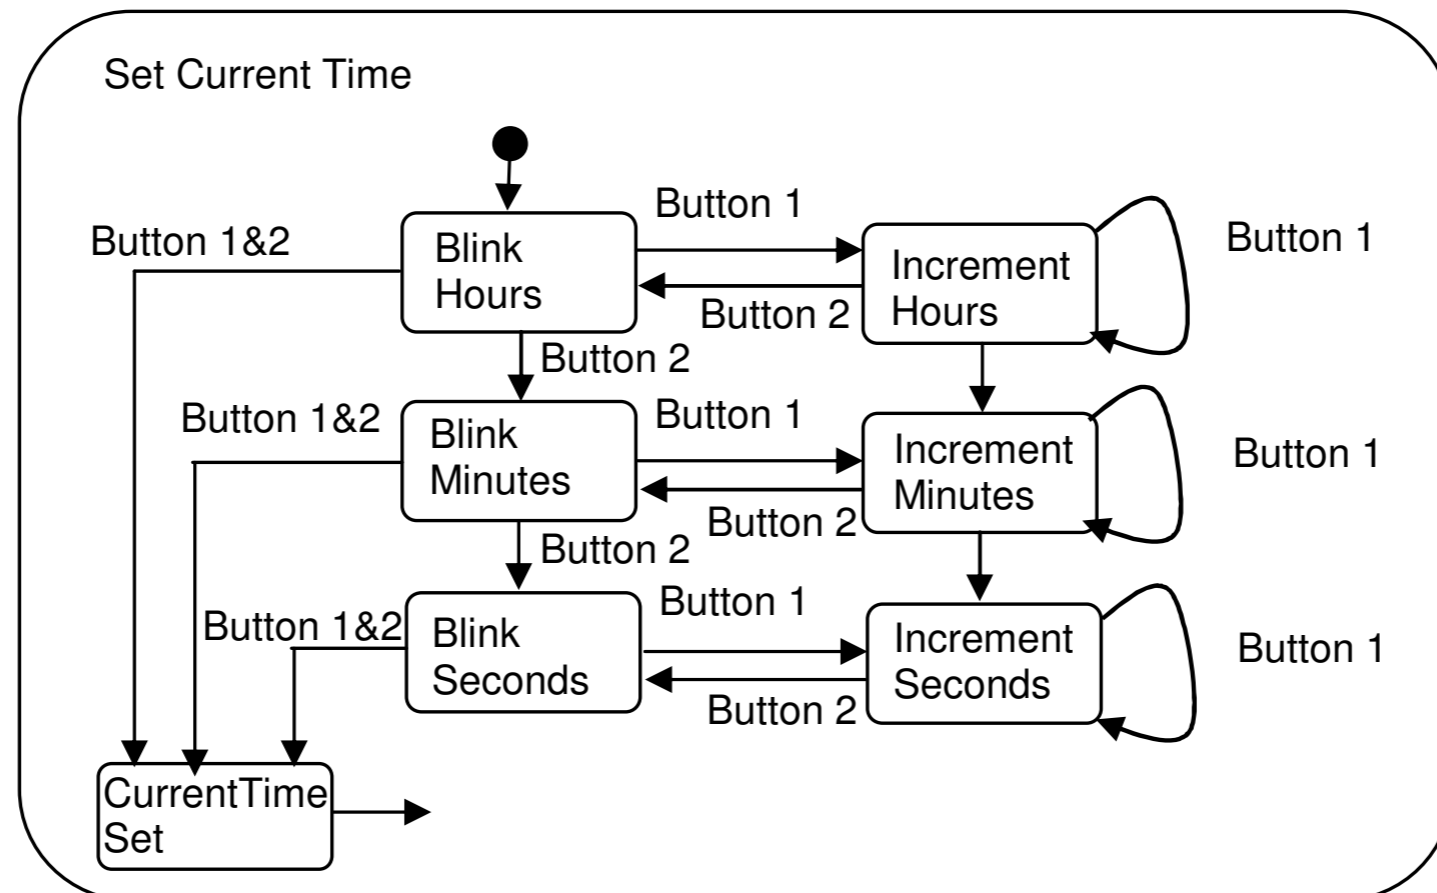 Set Current Time
Button 1
Button 1&2
Blink
Hours
Increment
Hours
Button 1
Button 2
Button 2
Button 1&2
Button 1
Blink
Minutes
Increment
Minutes
Button 1
Button 2
Button 2
Button 1&2
Button 1
Blink
Seconds
Increment
Seconds
Button 1
Button 2
CurrentTime
Set